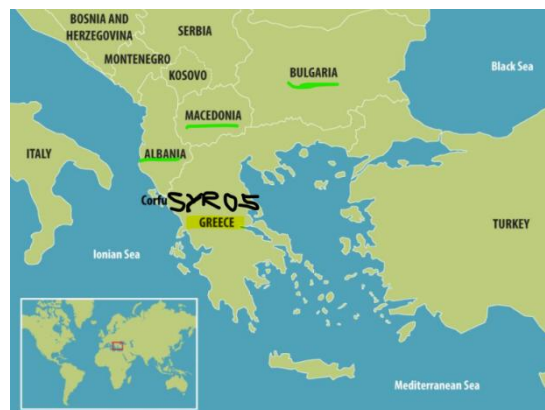 BOSNIA AND
HERZEGOVINA
SERBIA
MONTENEGRO
KOSOVO
BULGARIA
Black Sea
MACEDONIA
ITALY
ALBANIA
Corfu
SYROS
GREECE
TURKEY
Ionian Sea
Mediterranean Sea